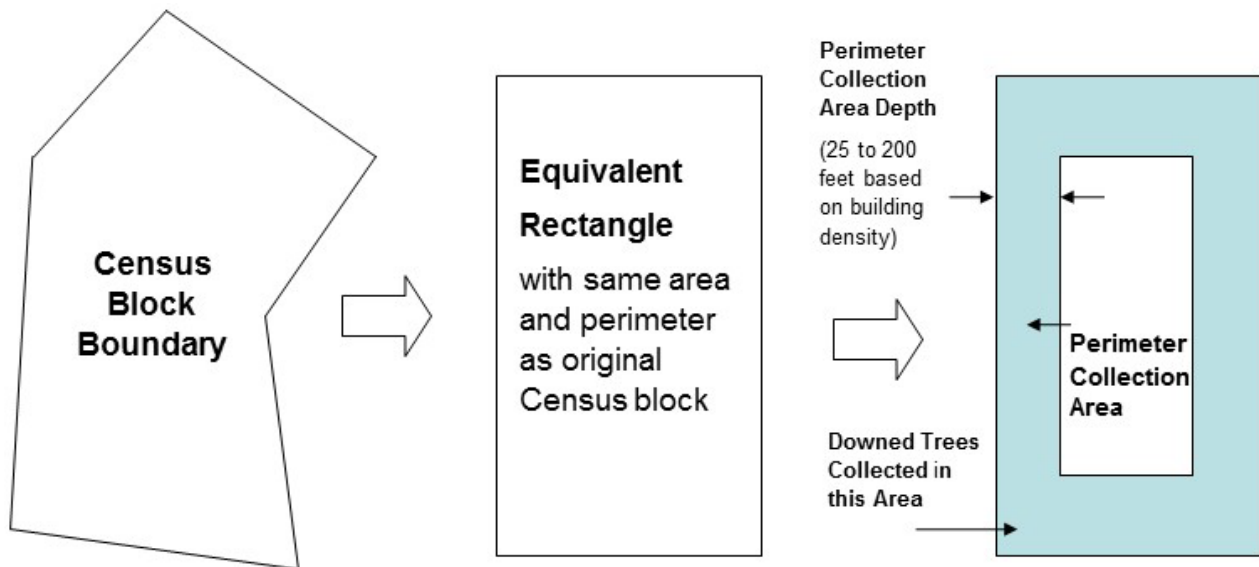 Census
Block
Boundary
Equivalent
Rectangle
with same area
and perimeter
as original
Census block
Perimeter
Collection
Area Depth
(25 to 200
feet based
on building
density)
Perimeter
Collection
Area
Downed Trees
Collected in
this Area